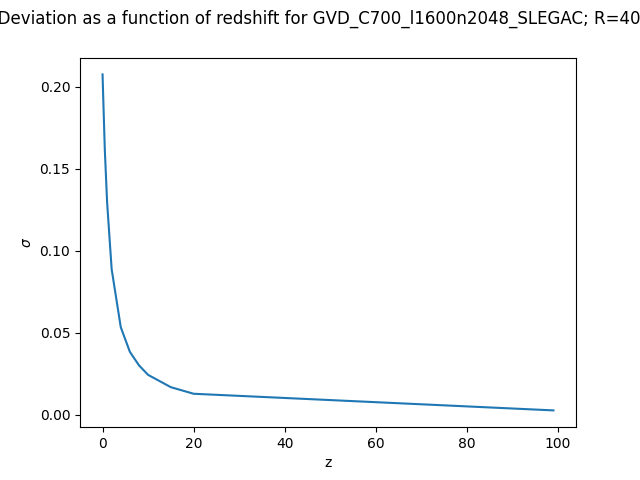 Deviation as a function of redshift for GVD_C700_l1600n2048_SLEGAC; R=40
0.20
0.15
σ
0.10
0.05
0.00
0 20 40 60 80 100
z